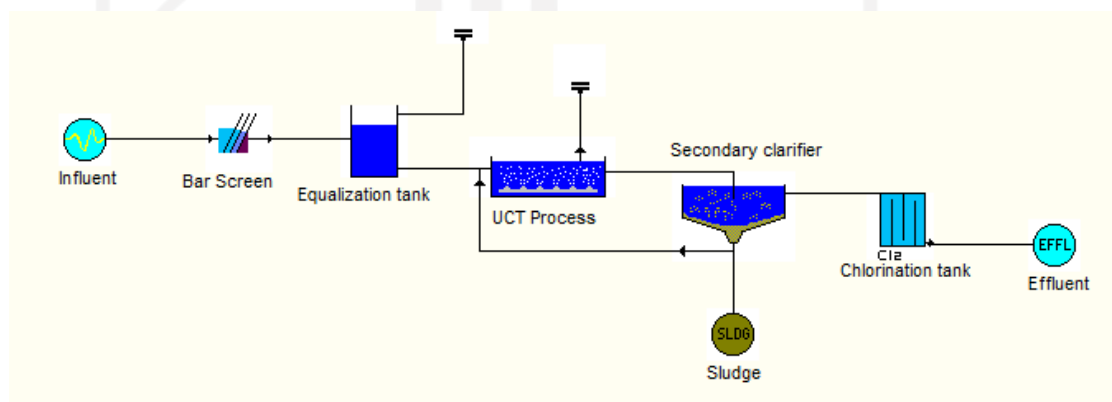 Influent
Bar Screen
Equalization tank
UCT Process
Secondary clarifier
SLDG
Sludge
Cl2
Chlorination tank
EFFL
Effluent